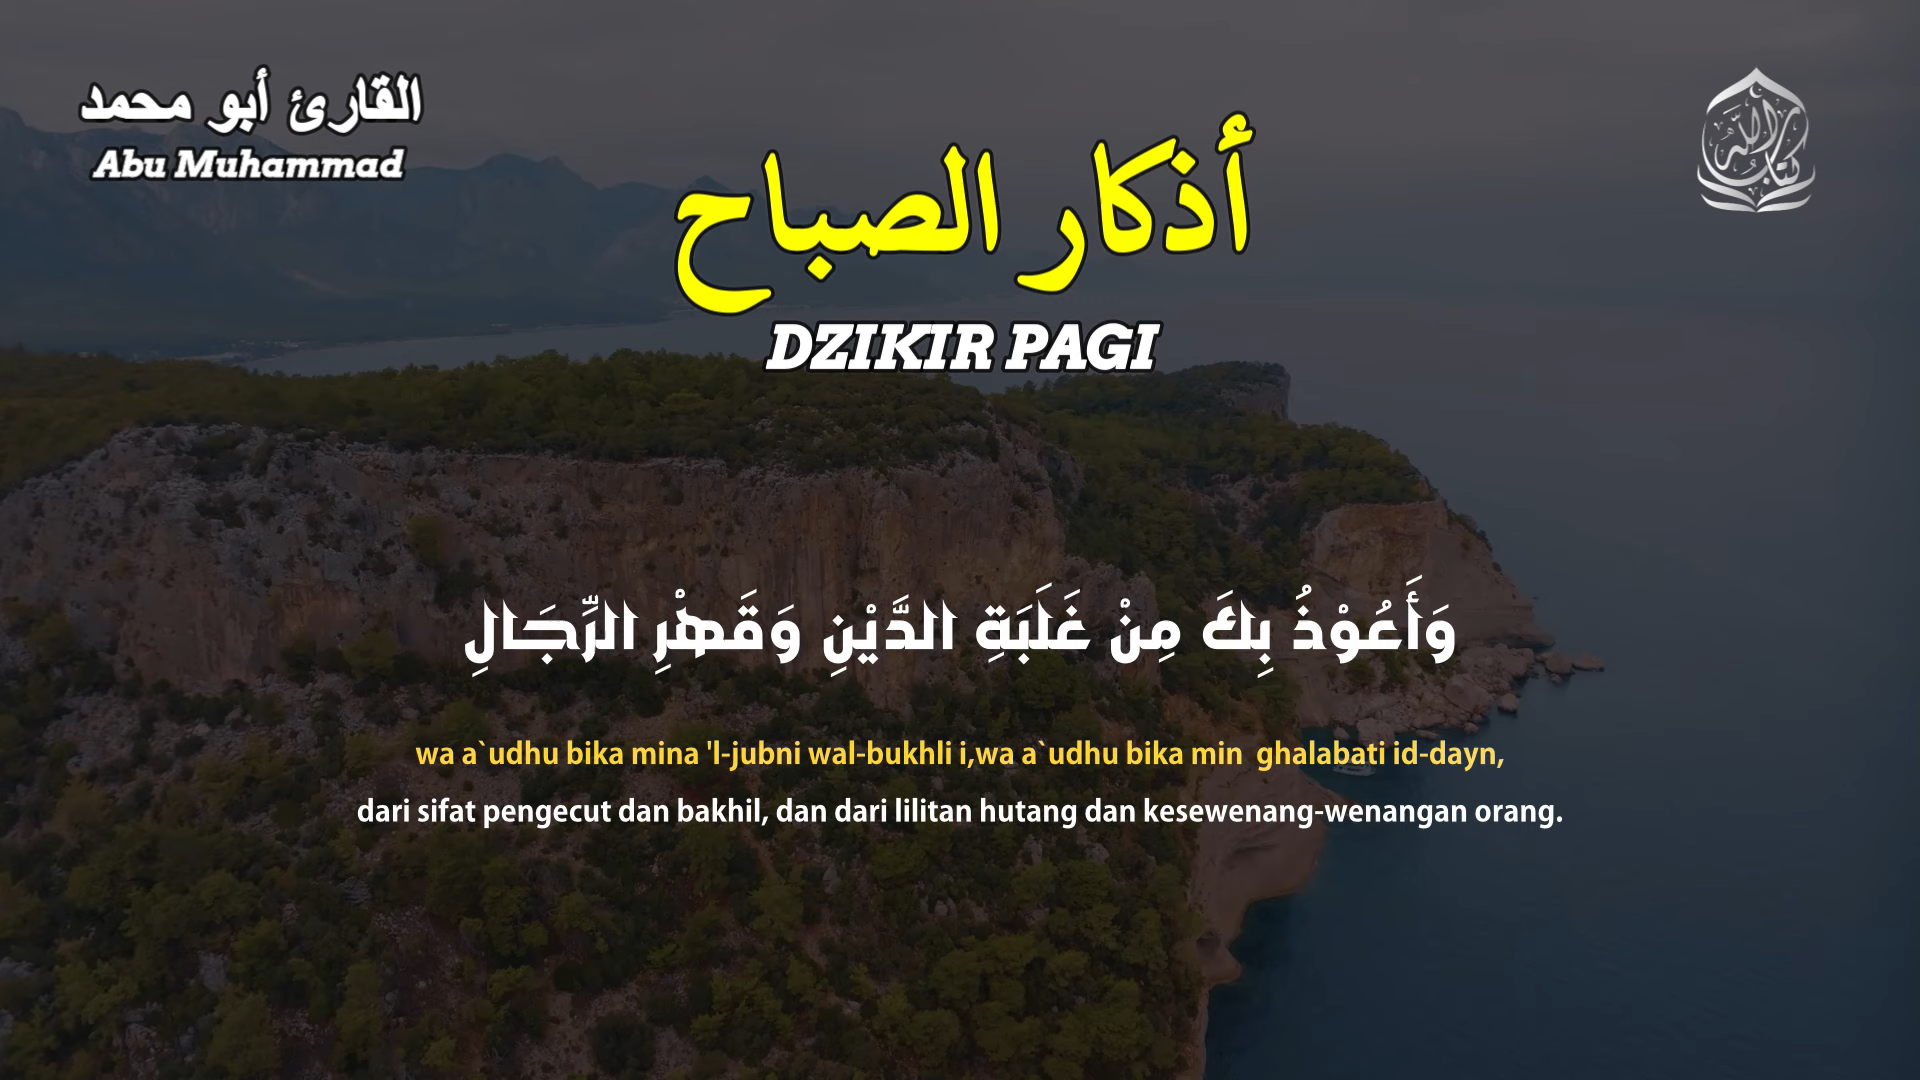 القارئ أبو محمد
Abu Muhammad
أذكار الصباح
DZIKIR PAGI
كتاب الله
وَأَعُوْذُ بِكَ مِنْ غَلَبَةِ الدَّيْنِ وَقَهْرِ الرِّجَالِ
wa a`udhu bika mina 'l-jubni wal-bukhli i,wa a`udhu bika min  ghalabati id-dayn,
dari sifat pengecut dan bakhil, dan dari lilitan hutang dan kesewenang-wenangan orang.